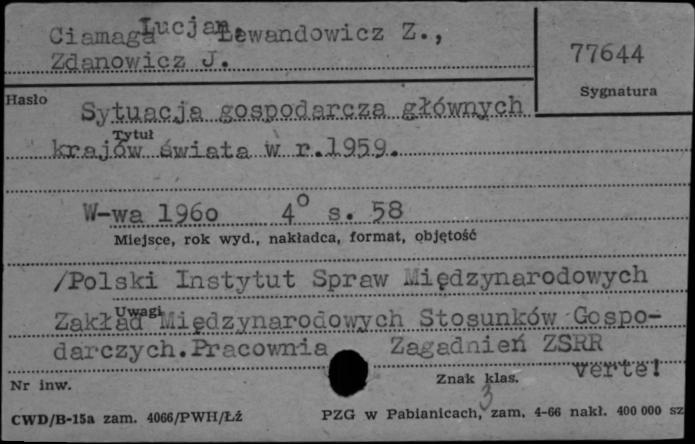 Ciamaga Lucjan, Lewandowicz Z.,
Zdanowicz J.
77644
Sygnatura
Hasło
Sytuacja gospodarcza głównych
Tytuł
krajów świata w r.1959.
W-wa 1960 4° s. 58
Miejsce, rok wyd., nakładca, format, objętość
/Polski Instytut Spraw Międzynarodowych
Uwagi
Zakład Międzynarodowych Stosunków Gospo-
darczych.Pracownia Zagadnień ZSRR
verte!
Nr inw.
Znak klas.
3
CWD/B-15a zam. 4066/PWH/Łź
PZG w Pabianicach, zam. 4-66 nakł. 400 000 sz